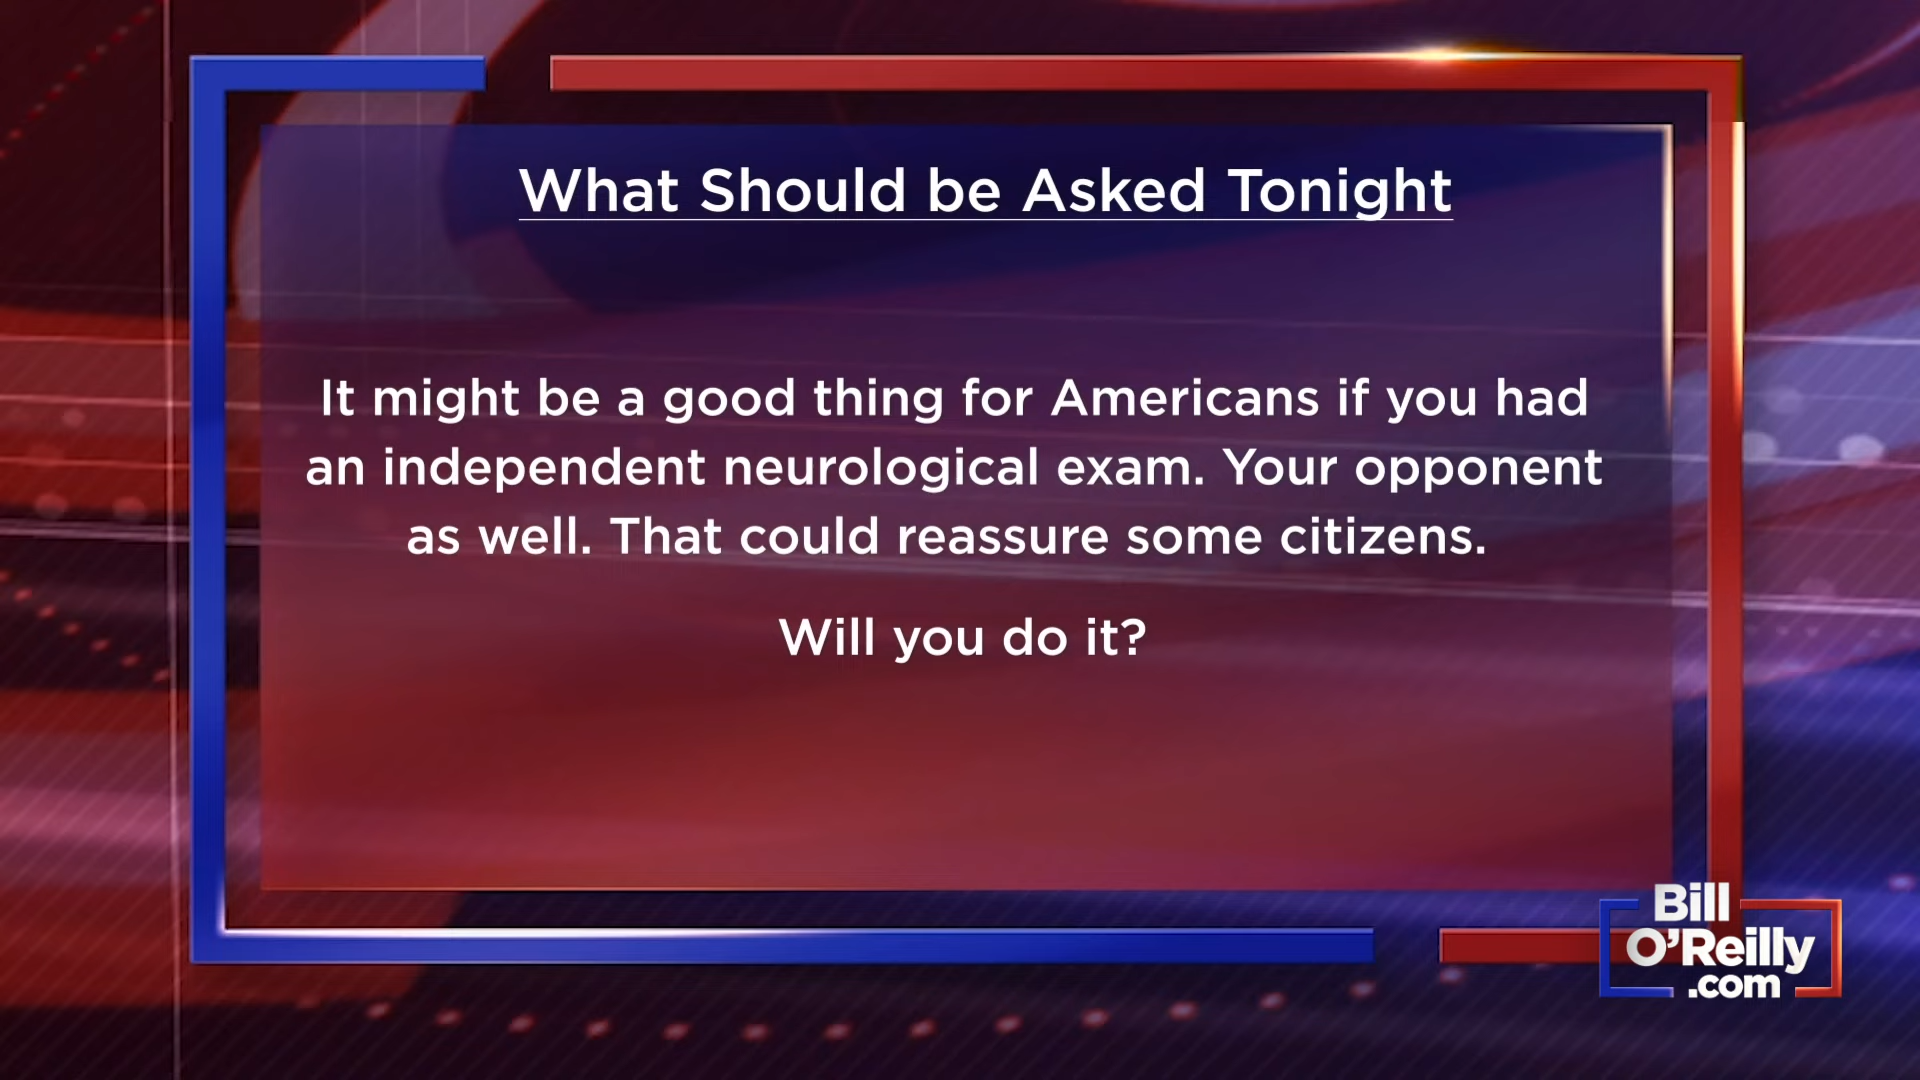 What Should be Asked Tonight
It might be a good thing for Americans if you had
an independent neurological exam. Your opponent
as well. That could reassure some citizens.
Will you do it?
Bill
O'Reilly
.com